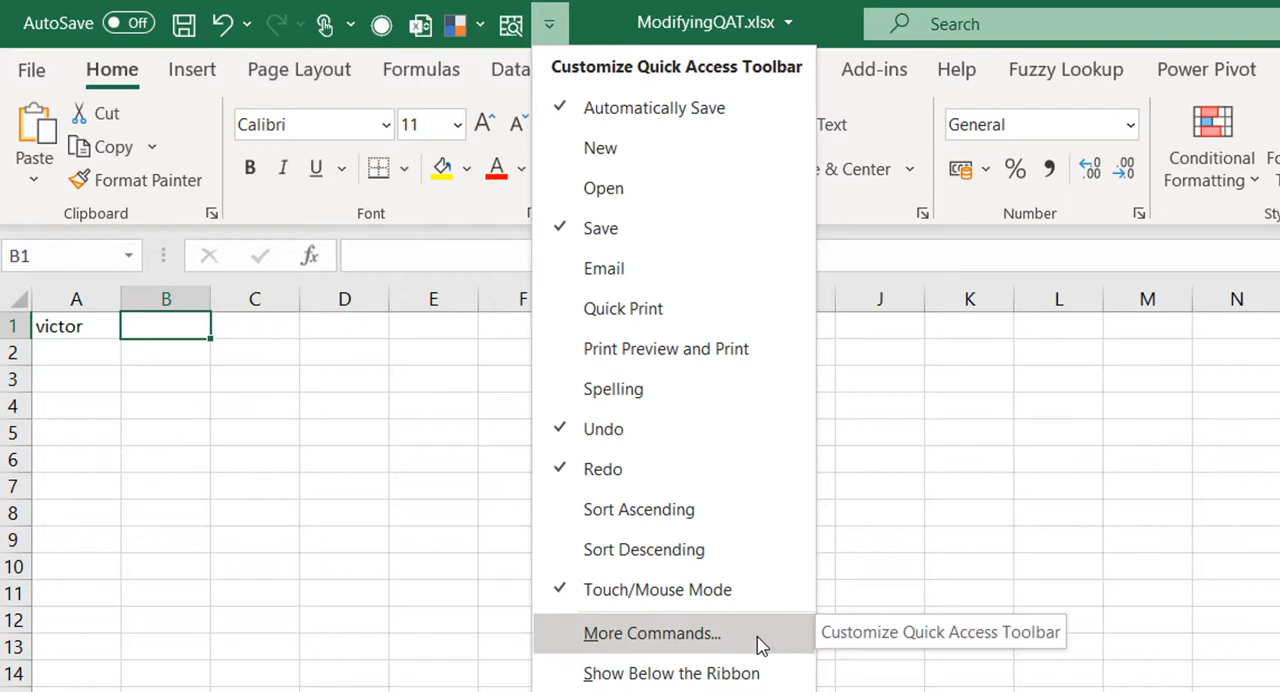 AutoSave Off ModifyingQAT.xlsx Search
File Home Insert Page Layout Formulas Data Add-ins Help Fuzzy Lookup Power Pivot
Customize Quick Access Toolbar
Automatically Save
New
Open
Save
Email
Quick Print
Print Preview and Print
Spelling
Undo
Redo
Sort Ascending
Sort Descending
Touch/Mouse Mode
More Commands...
Show Below the Ribbon
Customize Quick Access Toolbar
Paste
Cut
Copy
Format Painter
Clipboard
Calibri 11 A A
B I U A
Font
Text
& Center
General
% 9 .00 .00
Number
Conditional
Formatting
B1 fx
A B C D E F J K L M N
1 victor
2
3
4
5
6
7
8
9
10
11
12
13
14